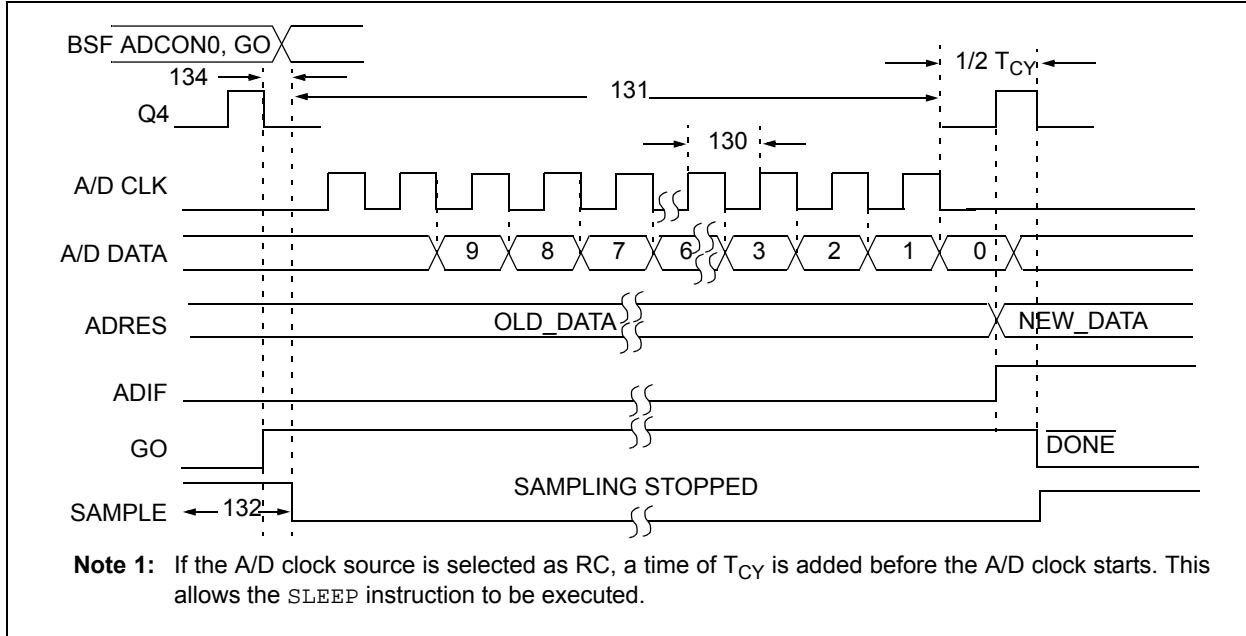 BSF ADCON0, GO
134
1/2 TCY
131
Q4
130
A/D CLK
A/D DATA 9 8 7 6 3 2 1 0
ADRES OLD_DATA NEW_DATA
ADIF
GO DONE
SAMPLING STOPPED
SAMPLE 132
Note 1: If the A/D clock source is selected as RC, a time of TCY is added before the A/D clock starts. This
allows the SLEEP instruction to be executed.